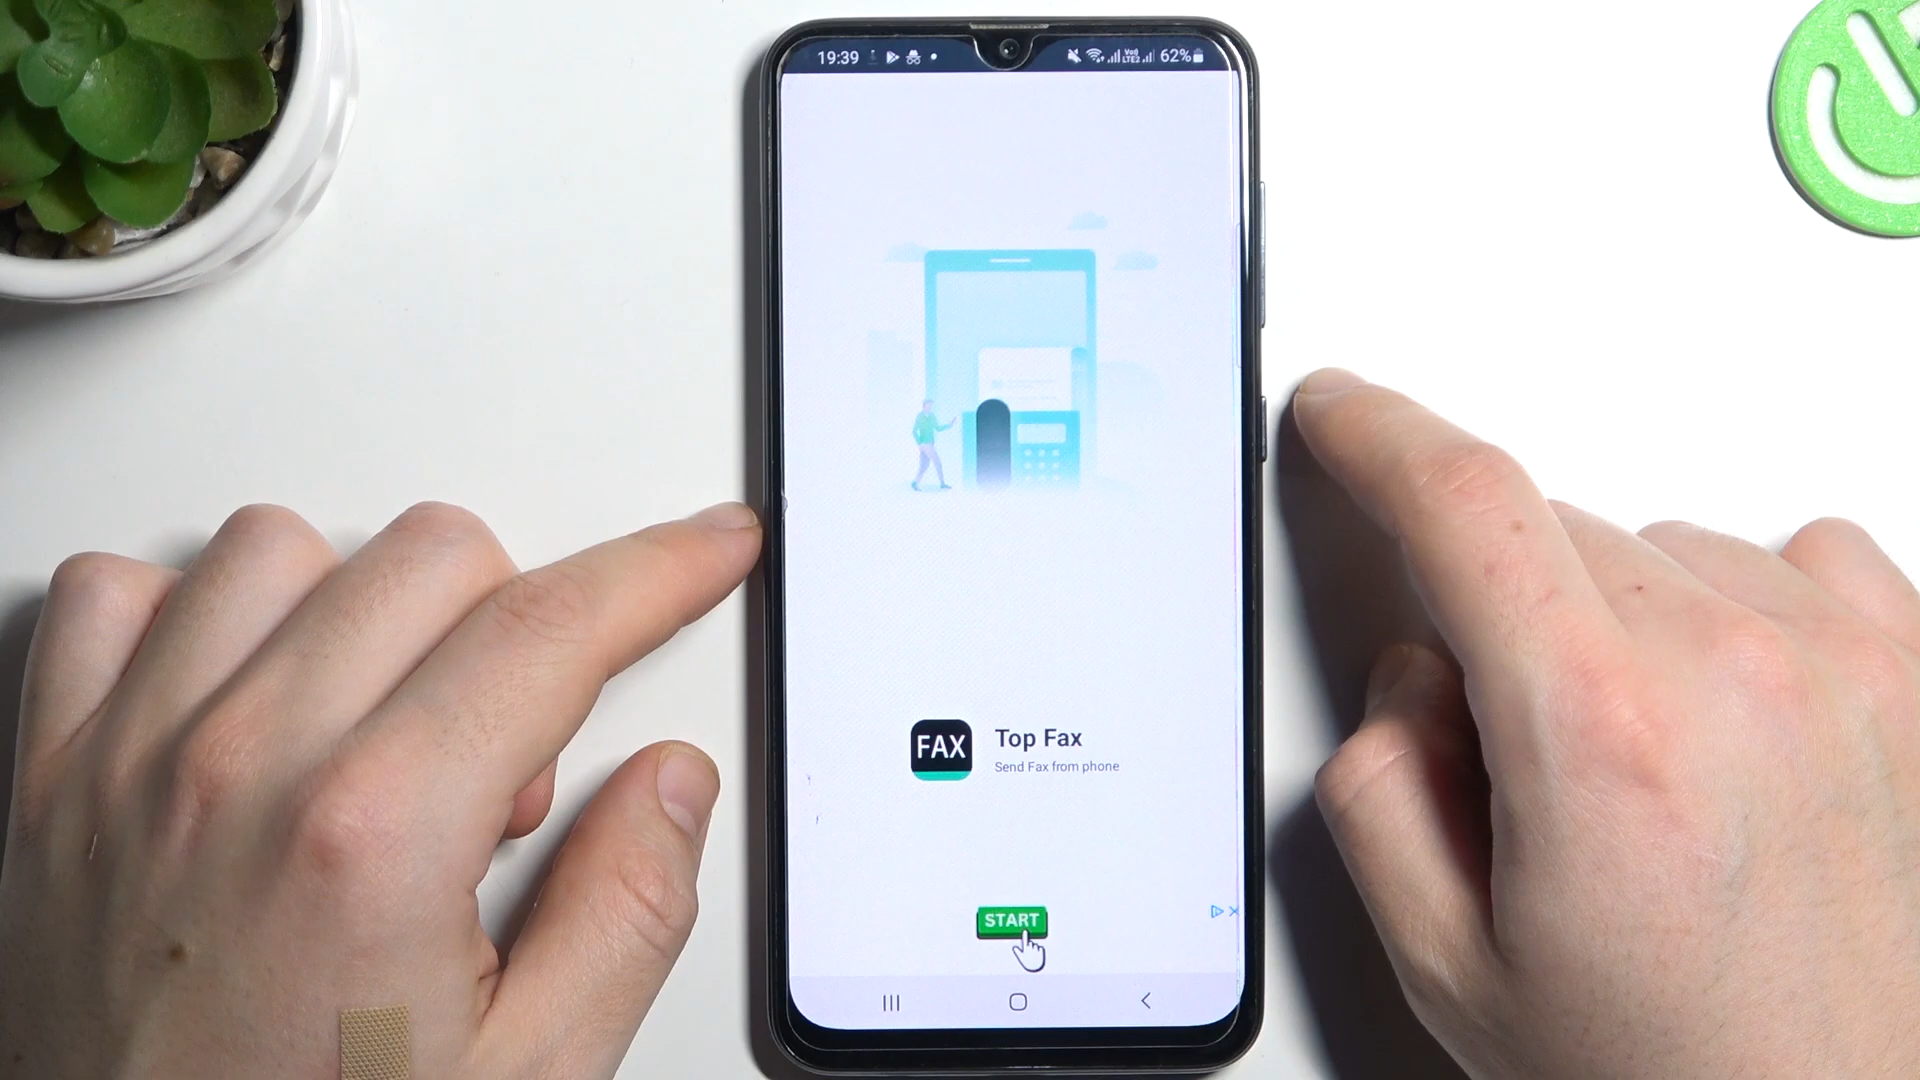 19:39
62%
FAX
Top Fax
Send Fax from phone
START